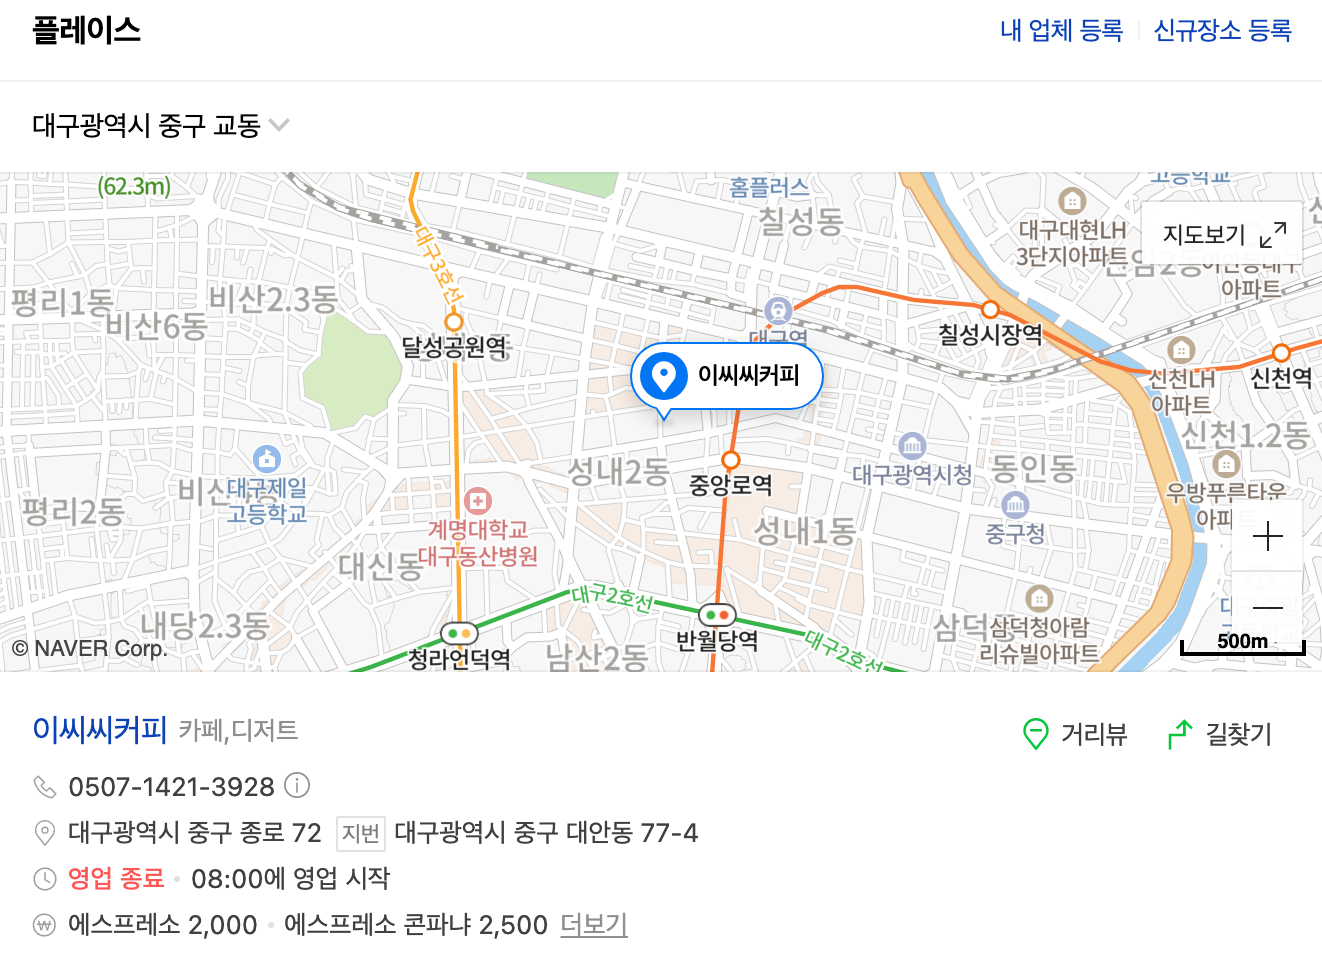 플레이스
내 업체 등록
신규장소 등록
대구광역시 중구 교동
(62.3m)
홈플러스
칠성동
고등학교
대구대현LH
3단지아파트
지도보기
아파트
대구3호선
평리1동
비산2.3동
비산6동
달성공원역
대구역
칠성시장역
이씨씨커피
신천LH
아파트
신천역
신천1.2동
성내2동
중앙로역
대구광역시청
동인동
우방푸른타운
아파
대구제일
고등학교
평리2동
계명대학교
대구동산병원
성내1동
중구청
대신동
대구2호선
내당2.3동
© NAVER Corp.
청라언덕역
남산2동
반월당역
대구2호선
삼덕청아람
리슈빌아파트
500m
이씨씨커피 카페,디저트
거리뷰
길찾기
0507-1421-3928
대구광역시 중구 종로 72 지번 대구광역시 중구 대안동 77-4
영업 종료 08:00에 영업 시작
에스프레소 2,000 에스프레소 콘파냐 2,500 더보기